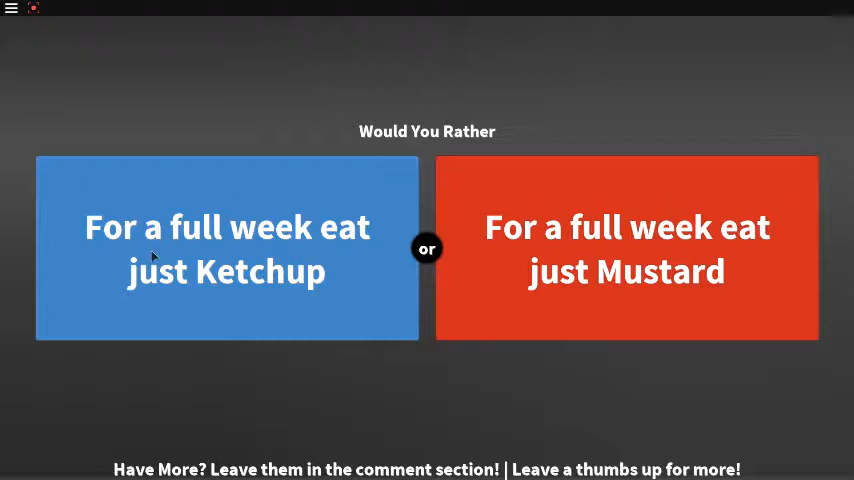 Would You Rather
For a full week eat
just Ketchup
or
For a full week eat
just Mustard
Have More? Leave them in the comment section! | Leave a thumbs up for more!